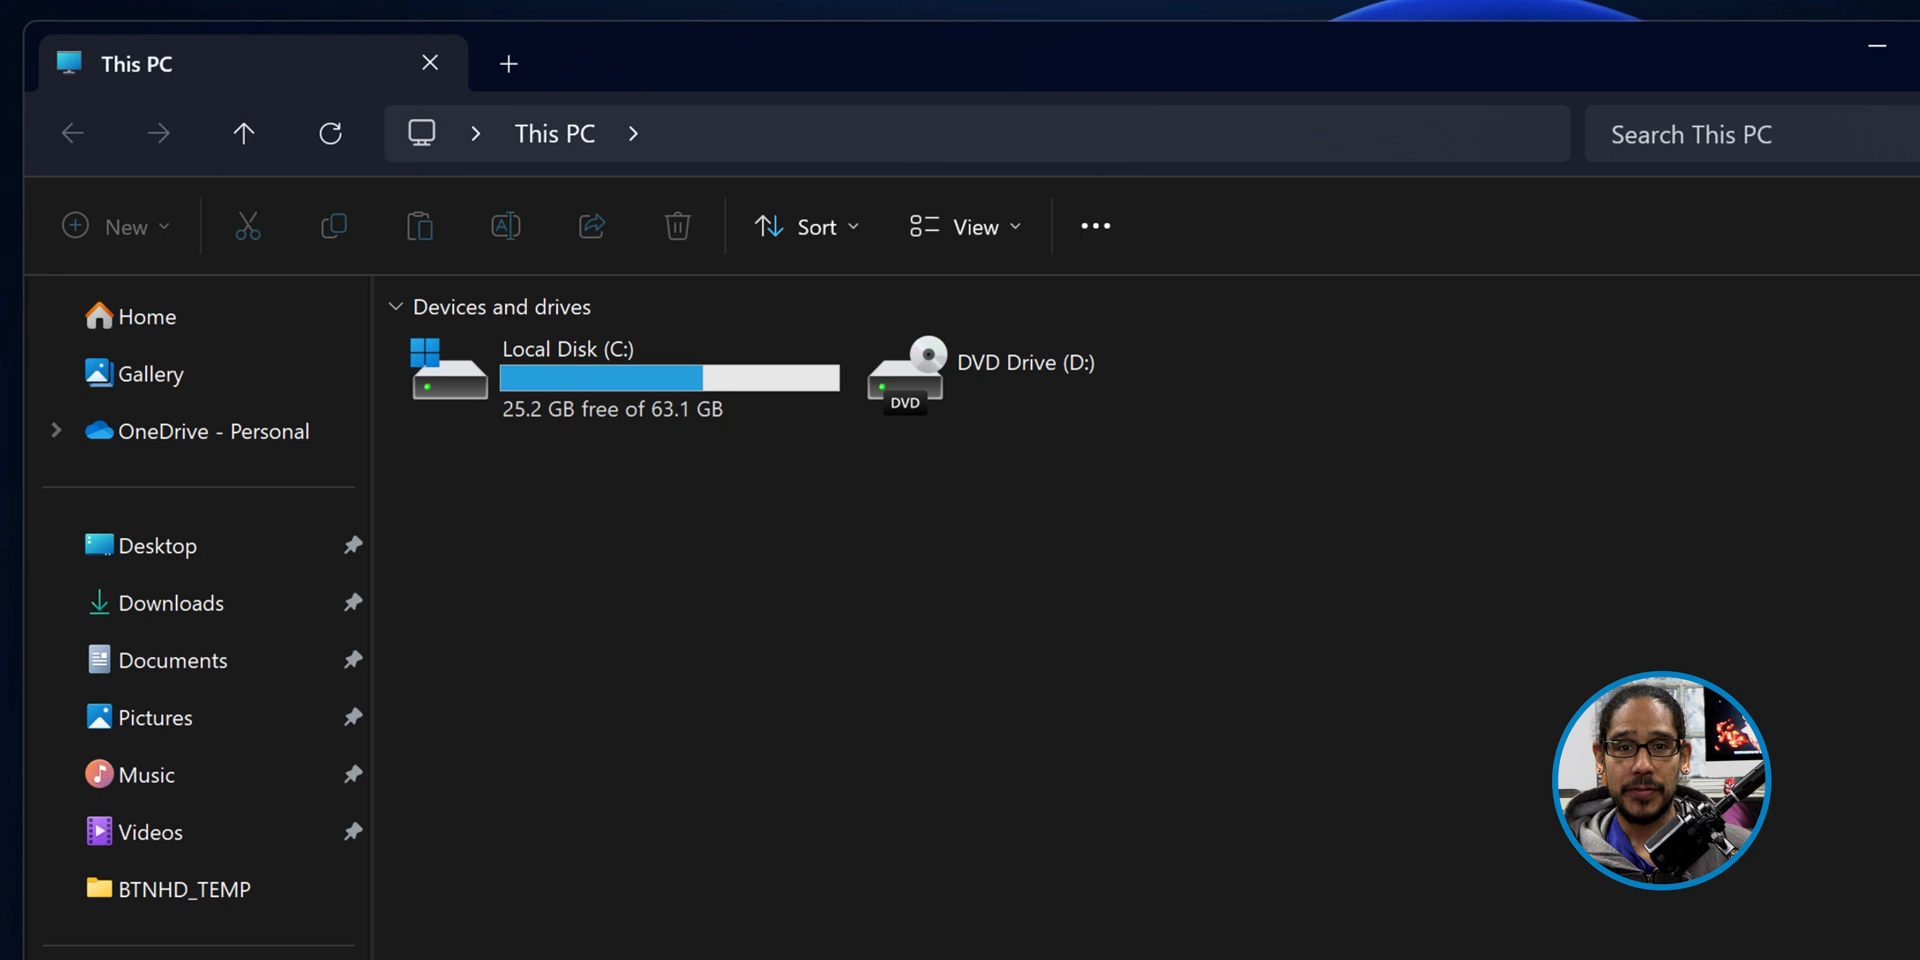 This PC
This PC
Search This PC
New
Sort
View
Home
Gallery
OneDrive - Personal
Desktop
Downloads
Documents
Pictures
Music
Videos
BTNHD_TEMP
Devices and drives
Local Disk (C:)
25.2 GB free of 63.1 GB
DVD Drive (D:)
DVD